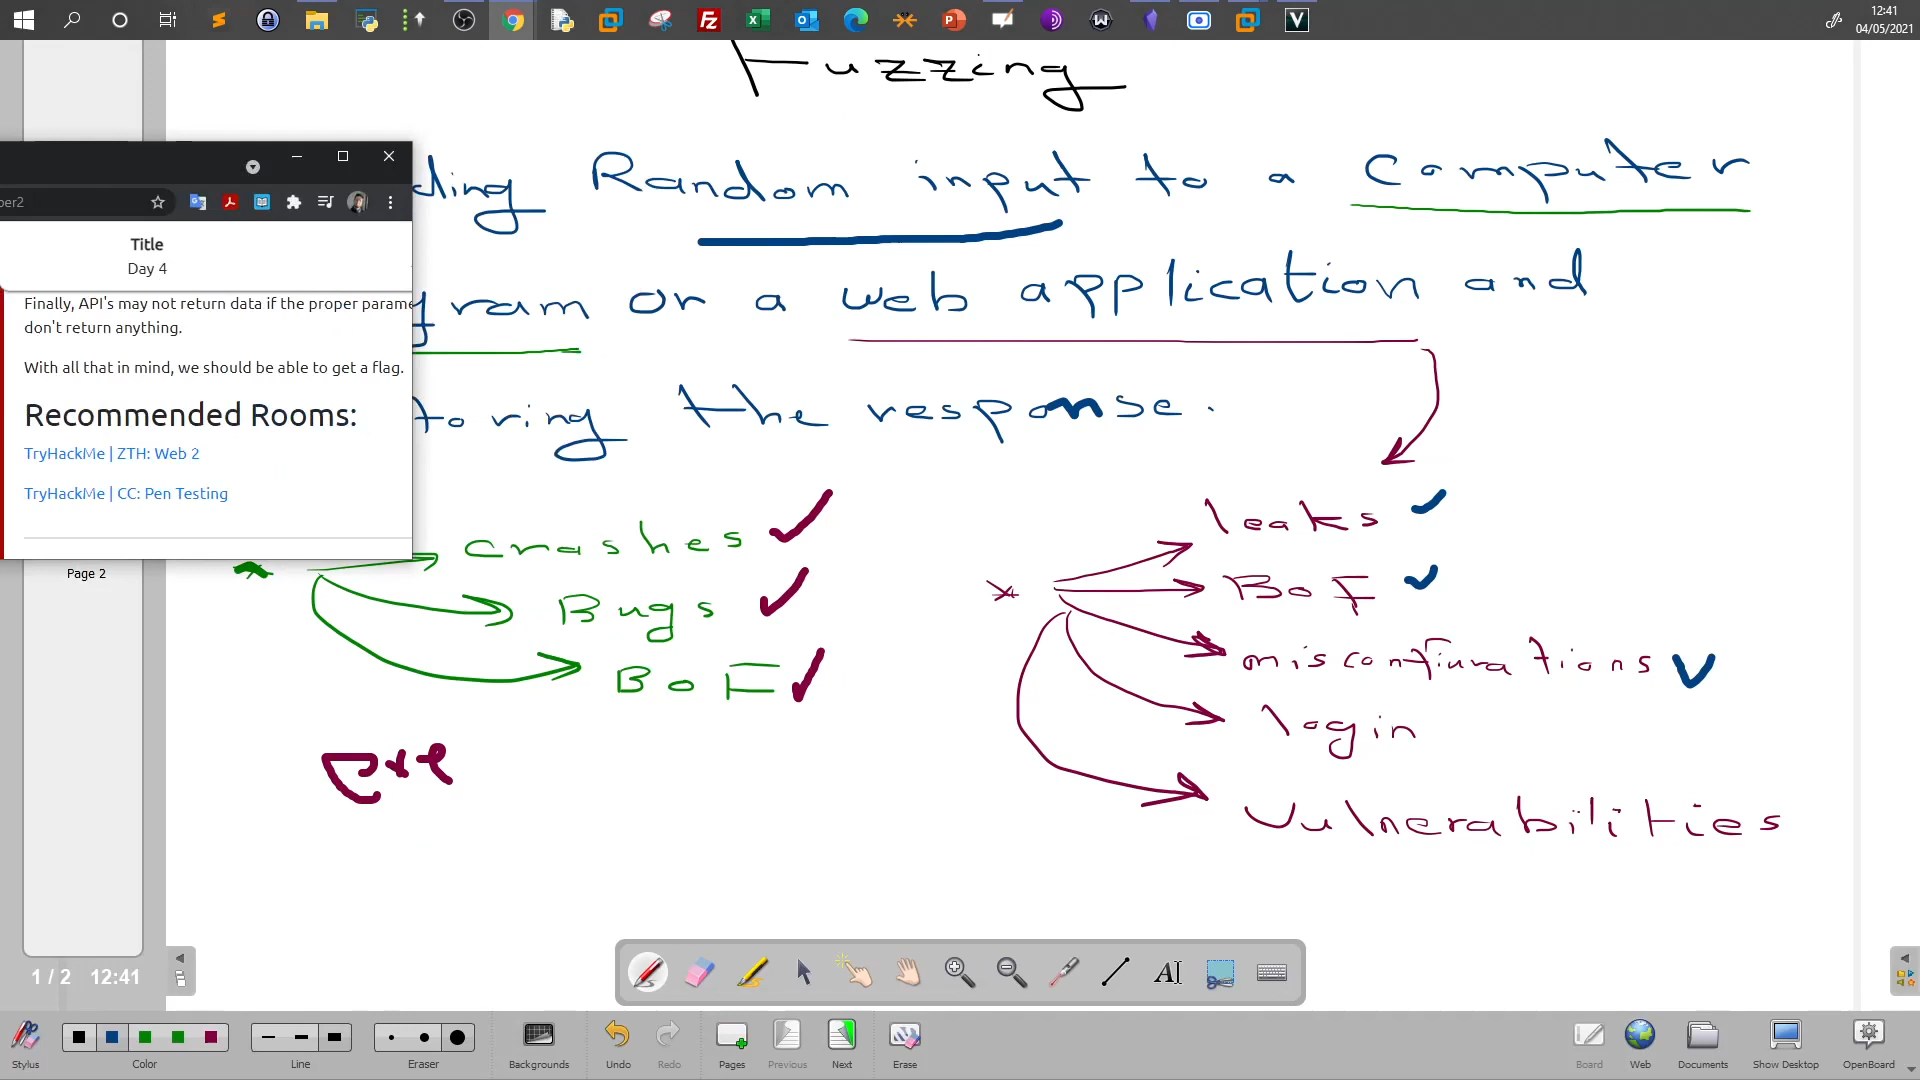 12:41
04/05/2021
Fuzzing
ding Random input to a Computer
gram or a web application and
toring the response.
per2
Title
Day 4
Finally, API's may not return data if the proper parame
don't return anything.
With all that in mind, we should be able to get a flag.
Recommended Rooms:
TryHackMe | ZTH: Web 2
TryHackMe | CC: Pen Testing
Crashes
Bugs
BoF
leaks
BoF
misconfiurations
login
Vulnerabilities
Page 2
1 / 2 12:41
Stylus Color Line Eraser Backgrounds Undo Redo Pages Previous Next Erase Board Web Documents Show Desktop OpenBoard